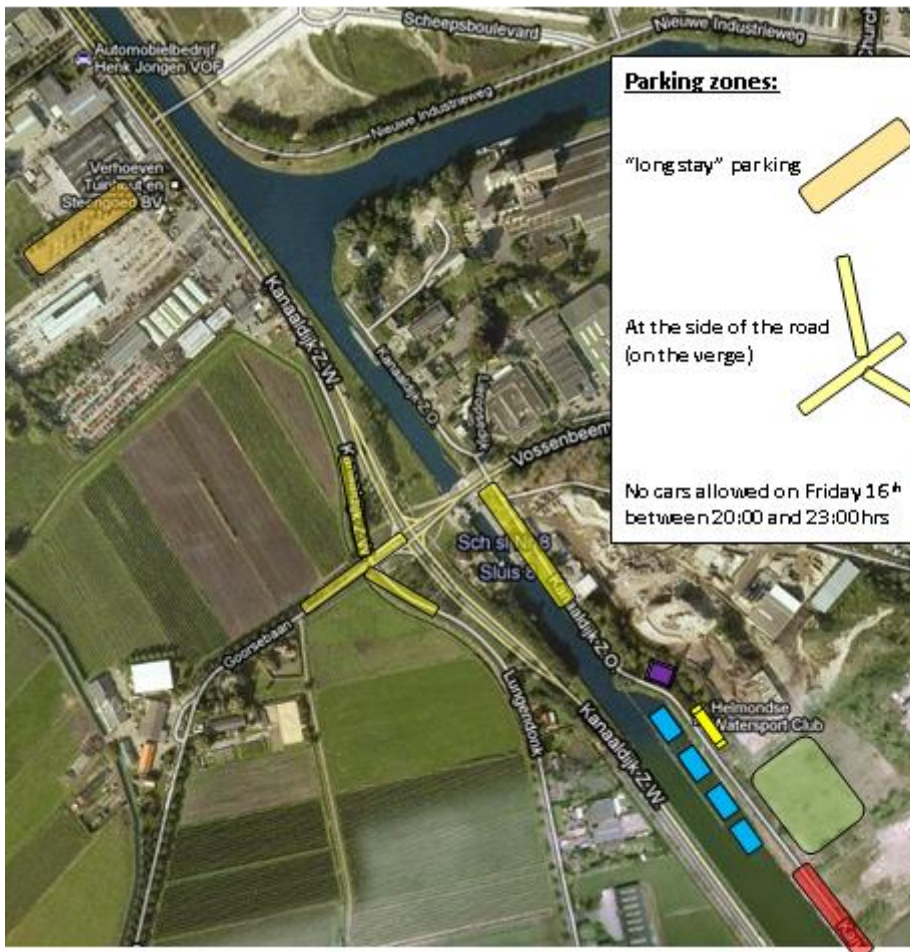 Scheepsboulevard
Nieuwe Industrieweg
Church
Automobielbedrijf
Henk Jongen VOF
Nieuwe Industrieweg
Parking zones:
"long stay" parking
Verhoeven
Tuinhout en
Steengoed BV
Kanaaldijk-Z.W.
Kanaaldijk-Z.O.
At the side of the road
(on the verge)
Vossenbeem
No cars allowed on Friday 16th
between 20:00 and 23:00 hrs
Kanaaldijk-Z.W.
Sluis 8
Kanaaldijk-Z.O.
Goorsebaan
Lungendonk
Kanaaldijk-Z.W.
Helmondse
Watersport Club